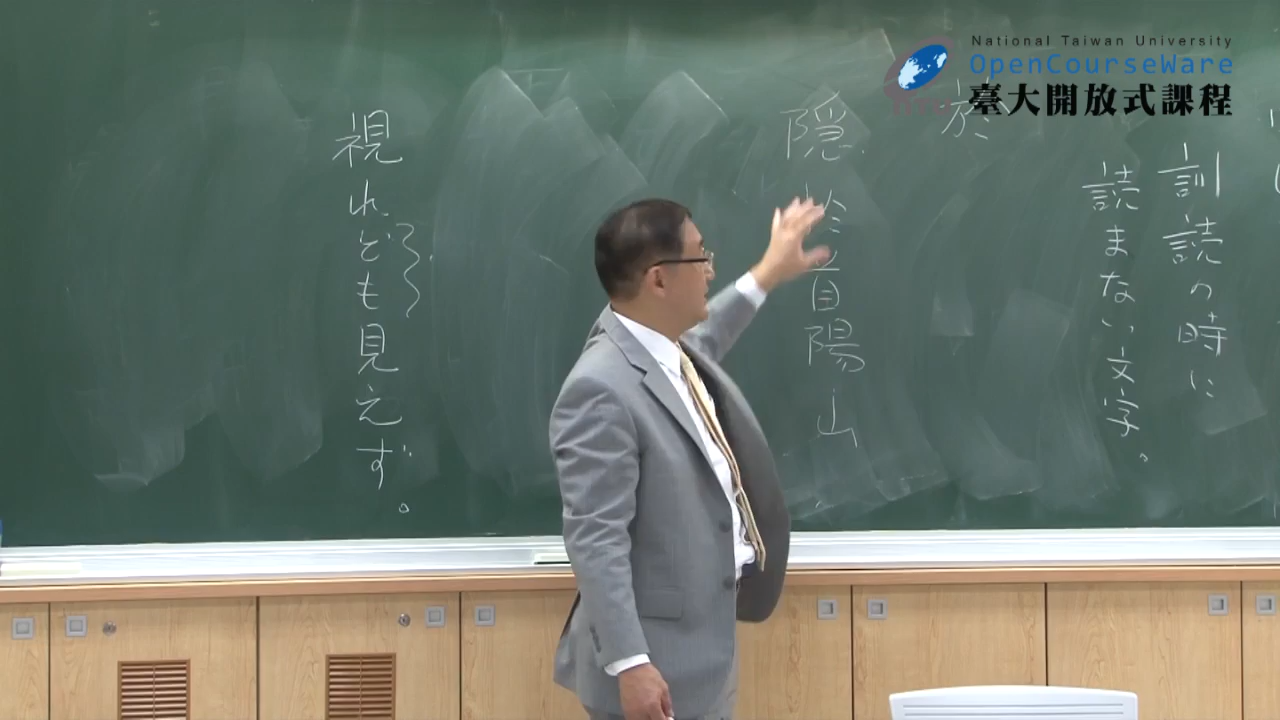 National Taiwan University
OpenCourseWare
臺大開放式課程
訓読の時に
読まない文字。
於
隠於首陽山
視れども見えず。